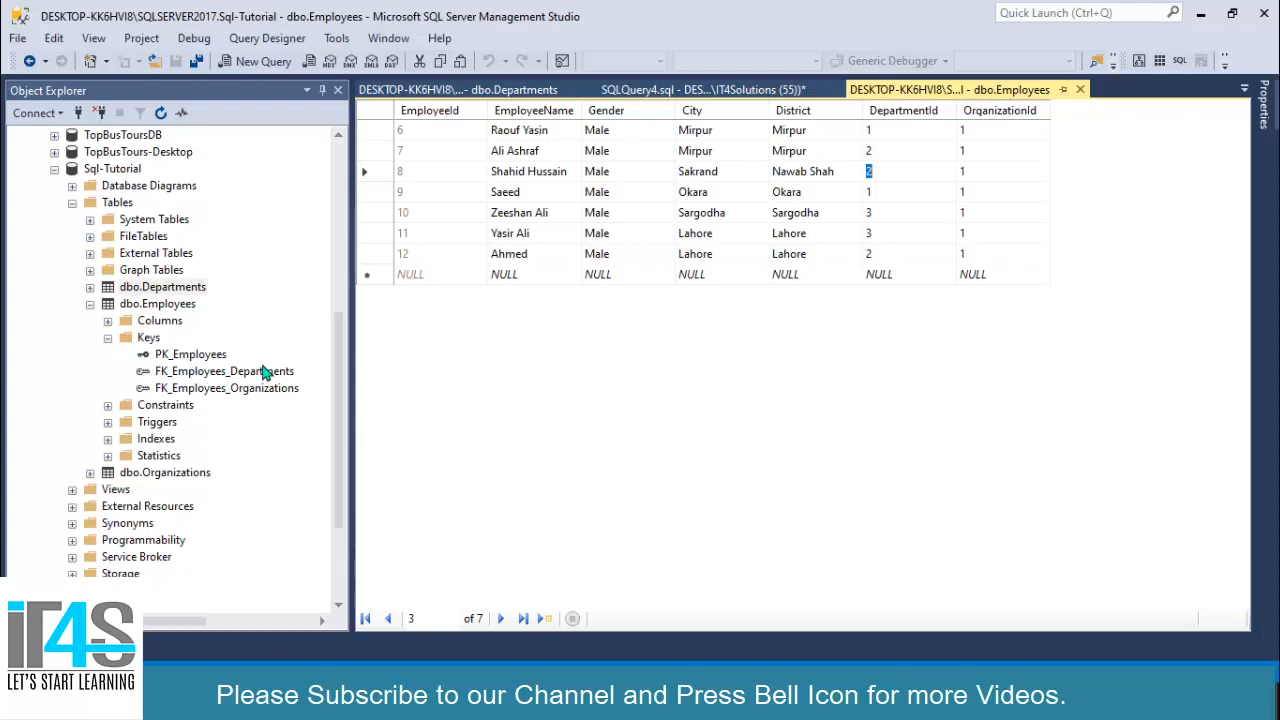 DESKTOP-KK6HVI8\SQLSERVER2017.Sql-Tutorial - dbo.Employees - Microsoft SQL Server Management Studio
Quick Launch (Ctrl+Q)
File Edit View Project Debug Query Designer Tools Window Help
New Query
Generic Debugger
Object Explorer
DESKTOP-KK6HVI8\...- dbo.Departments
SQLQuery4.sql - DES...\IT4Solutions (55))*
DESKTOP-KK6HVI8\S...l - dbo.Employees
Properties
Connect
TopBusToursDB
TopBusTours-Desktop
Sql-Tutorial
Database Diagrams
Tables
System Tables
FileTables
External Tables
Graph Tables
dbo.Departments
dbo.Employees
Columns
Keys
PK_Employees
FK_Employees_Departments
FK_Employees_Organizations
Constraints
Triggers
Indexes
Statistics
dbo.Organizations
Views
External Resources
Synonyms
Programmability
Service Broker
Storage
EmployeeId EmployeeName Gender City District DepartmentId OrganizationId
6 Raouf Yasin Male Mirpur Mirpur 1 1
7 Ali Ashraf Male Mirpur Mirpur 2 1
8 Shahid Hussain Male Sakrand Nawab Shah 2 1
9 Saeed Male Okara Okara 1 1
10 Zeeshan Ali Male Sargodha Sargodha 3 1
11 Yasir Ali Male Lahore Lahore 3 1
12 Ahmed Male Lahore Lahore 2 1
NULL NULL NULL NULL NULL NULL NULL
3 of 7
iT4S
LET'S START LEARNING
Please Subscribe to our Channel and Press Bell Icon for more Videos.